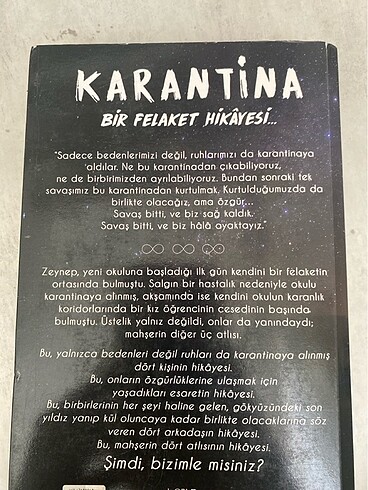 KARANTİNA
BİR FELAKET HİKÂYESİ...
"Sadece bedenlerimizi değil, ruhlarımızı da karantinaya
aldılar. Ne bu karantinadan çıkabiliyoruz,
ne de birbirimizden ayrılabiliyoruz. Bundan sonraki tek
savaşımız bu karantinadan kurtulmak. Kurtulduğumuzda da
birlikte olacağız, ama özgür...
Savaş bitti, ve biz sağ kaldık.
Savaş bitti, ve biz hâlâ ayaktayız."
Zeynep, yeni okuluna başladığı ilk gün kendini bir felaketin
ortasında bulmuştu. Salgın bir hastalık nedeniyle okulu
karantinaya alınmış, akşamında ise kendini okulun karanlık
koridorlarında bir kız öğrencinin cesedinin başında
bulmuştu. Üstelik yalnız değildi, onlar da yanındaydı;
mahşerin diğer üç atlısı.
Bu, yalnızca bedenleri değil ruhları da karantinaya alınmış
dört kişinin hikâyesi.
Bu, onların özgürlüklerine ulaşmak için
yaşadıkları esaretin hikâyesi.
Bu, birbirlerinin her şeyi haline gelen, gökyüzündeki son
yıldız yanıp kül oluncaya kadar birlikte olacaklarına söz
veren dört arkadaşın hikâyesi.
Bu, mahşerin dört atlısının hikâyesi.
Şimdi, bizimle misiniz?